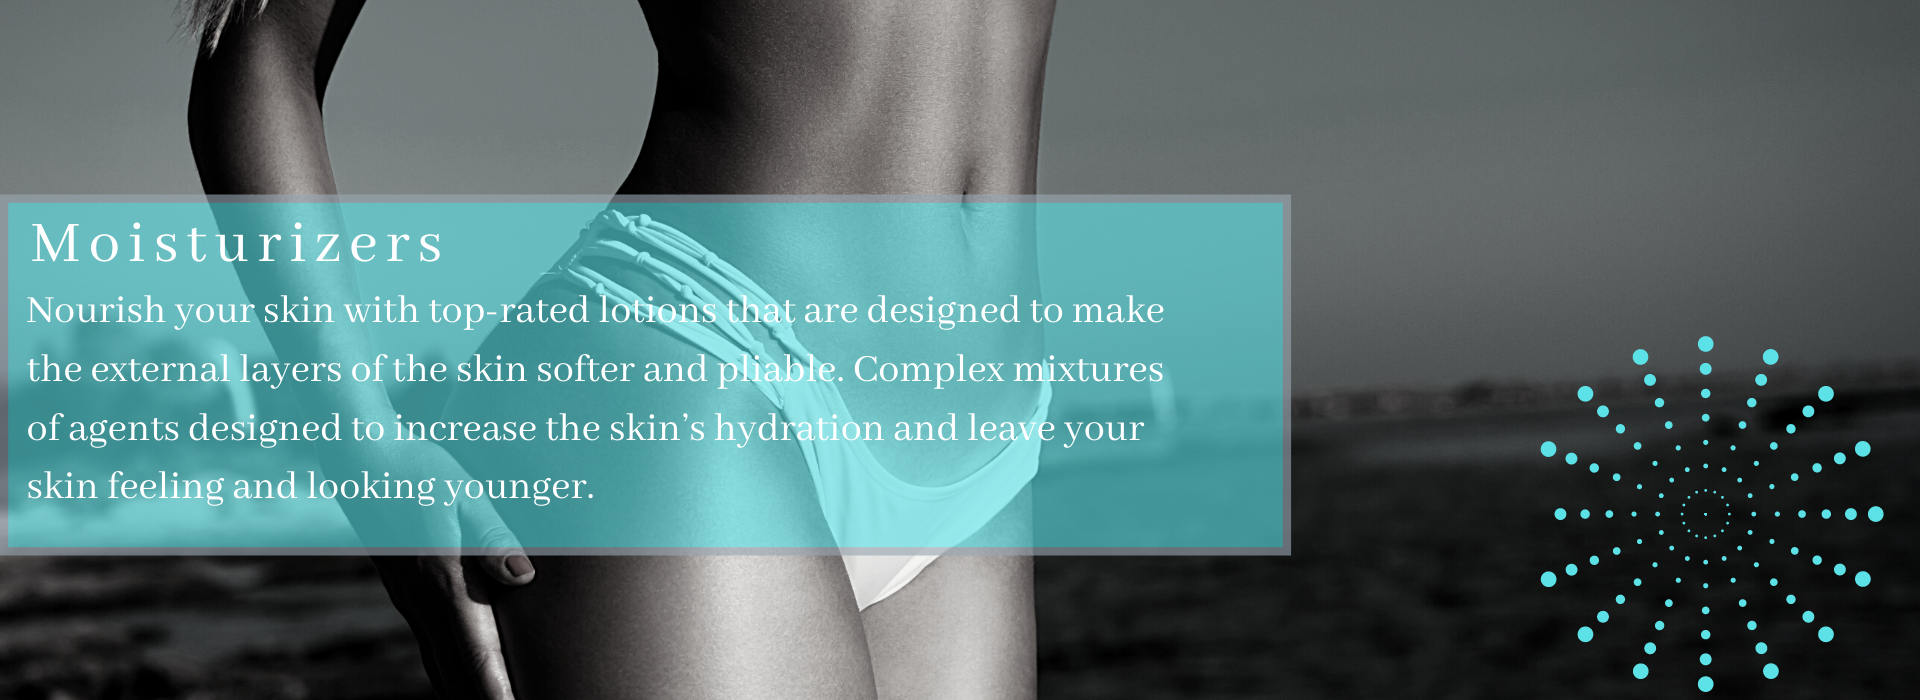 Moisturizers
Nourish your skin with top-rated lotions that are designed to make
the external layers of the skin softer and pliable. Complex mixtures
of agents designed to increase the skin’s hydration and leave your
skin feeling and looking younger.